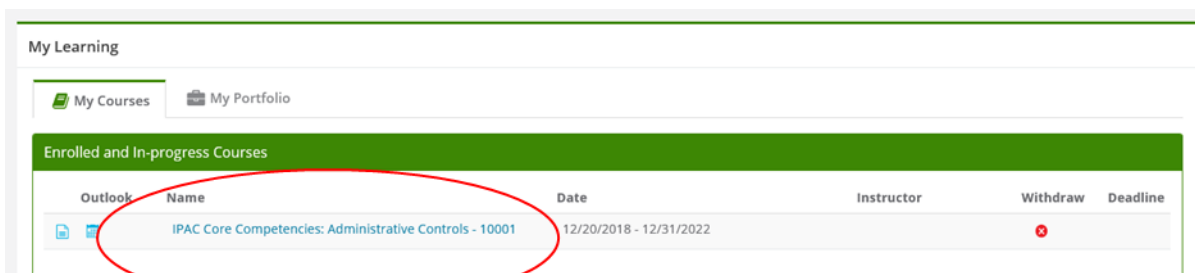 My Learning
My Courses My Portfolio
Enrolled and In-progress Courses
Outlook Name Date Instructor Withdraw Deadline
IPAC Core Competencies: Administrative Controls - 10001 12/20/2018 - 12/31/2022